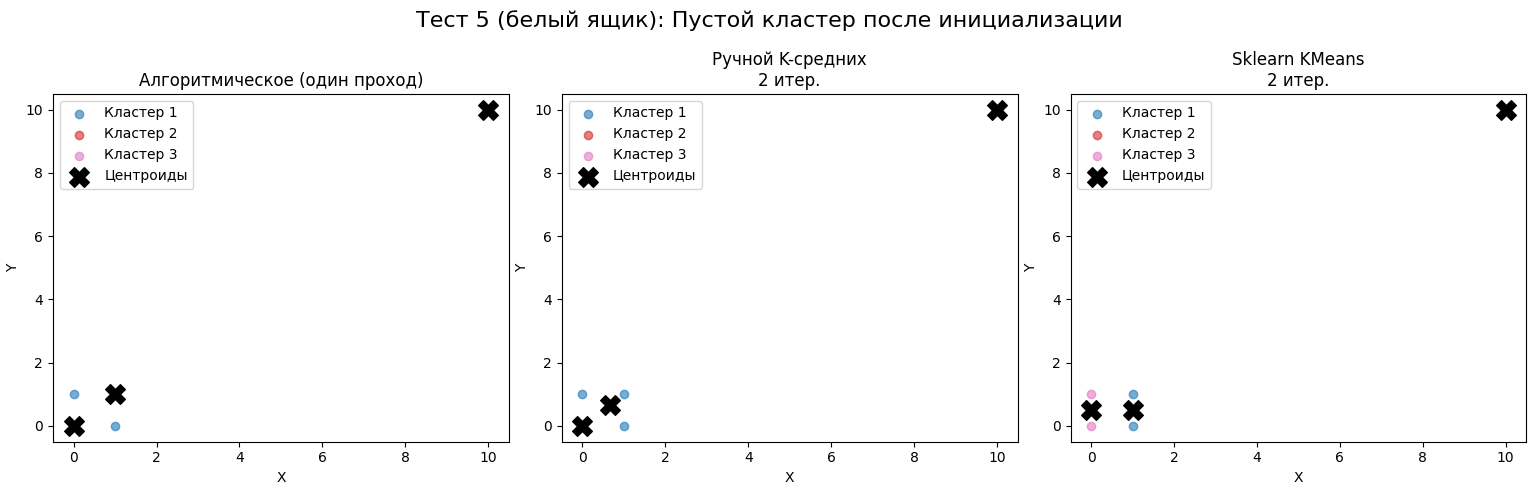 Тест 5 (белый ящик): Пустой кластер после инициализации
Алгоритмическое (один проход)
Кластер 1
Кластер 2
Кластер 3
Центроиды
10
8
6
4
2
0
Y
0
2
4
6
8
10
X
Ручной K-средних
2 итер.
Кластер 1
Кластер 2
Кластер 3
Центроиды
10
8
6
4
2
0
Y
0
2
4
6
8
10
X
Sklearn KMeans
2 итер.
Кластер 1
Кластер 2
Кластер 3
Центроиды
10
8
6
4
2
0
Y
0
2
4
6
8
10
X